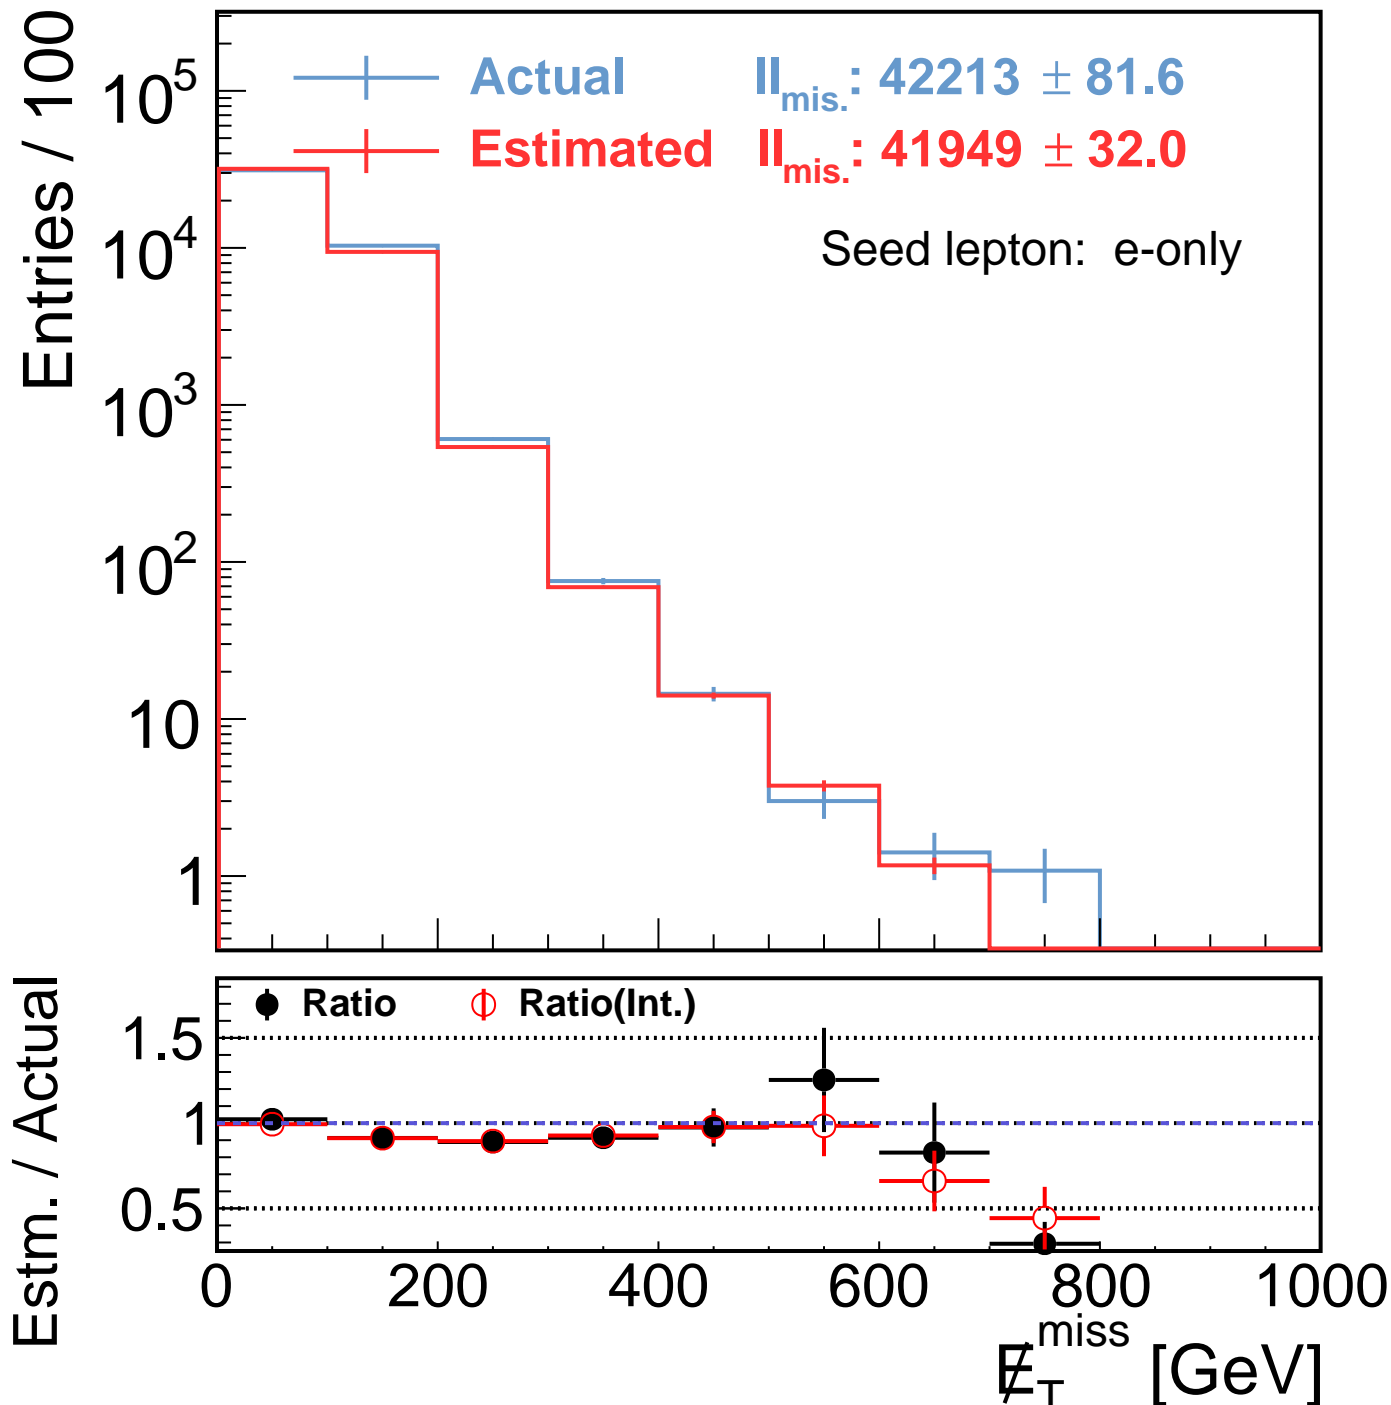 Entries / 100
10^5
10^4
10^3
10^2
10
1
Actual ll_mis.: 42213 ± 81.6
Estimated ll_mis.: 41949 ± 32.0
Seed lepton: e-only
Estm. / Actual
1.5
1
0.5
Ratio Ratio(Int.)
0 200 400 600 800 1000
E̸_T^miss [GeV]